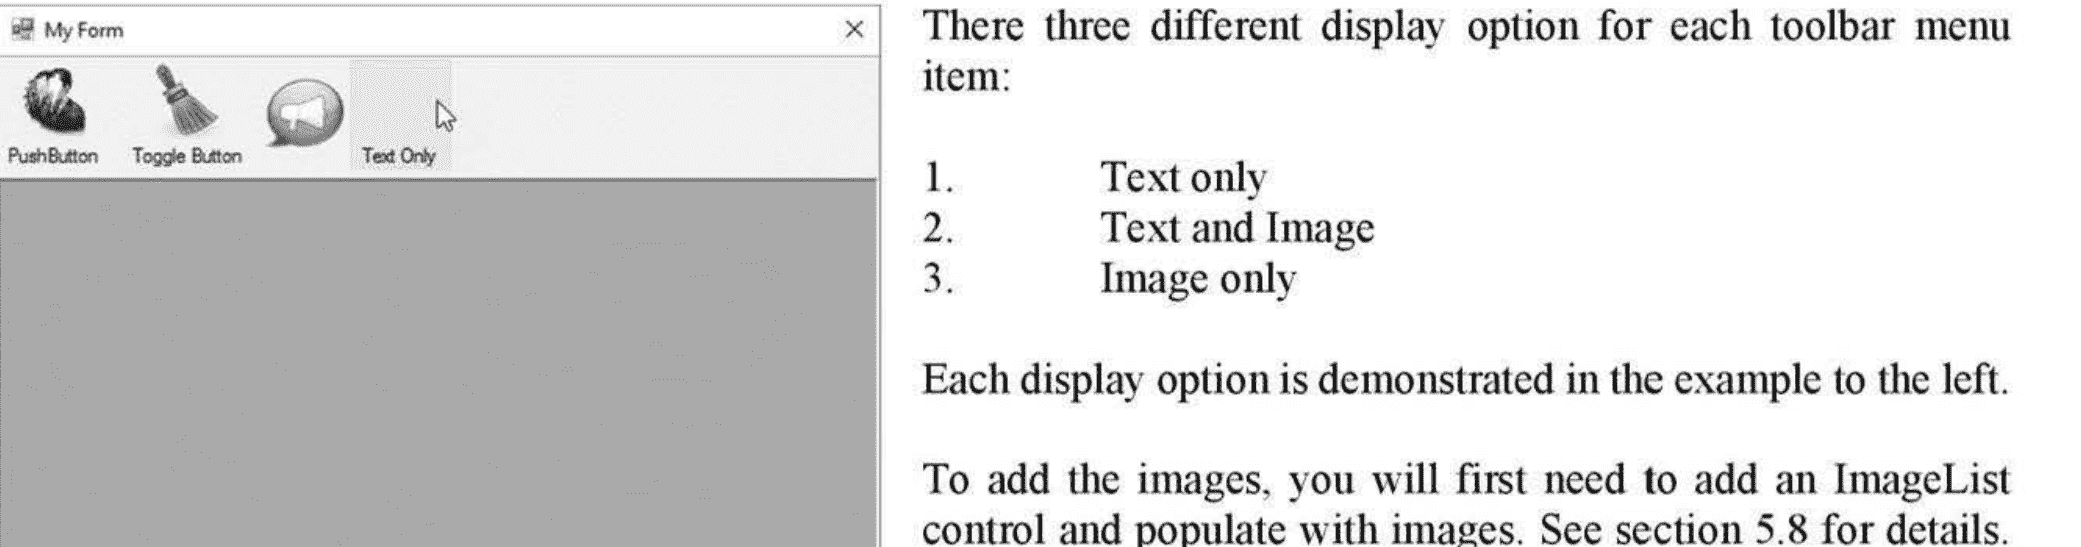 My Form
PushButton
Toggle Button
Text Only
There three different display option for each toolbar menu
item:
1. Text only
2. Text and Image
3. Image only
Each display option is demonstrated in the example to the left.
To add the images, you will first need to add an ImageList
control and populate with images. See section 5.8 for details.